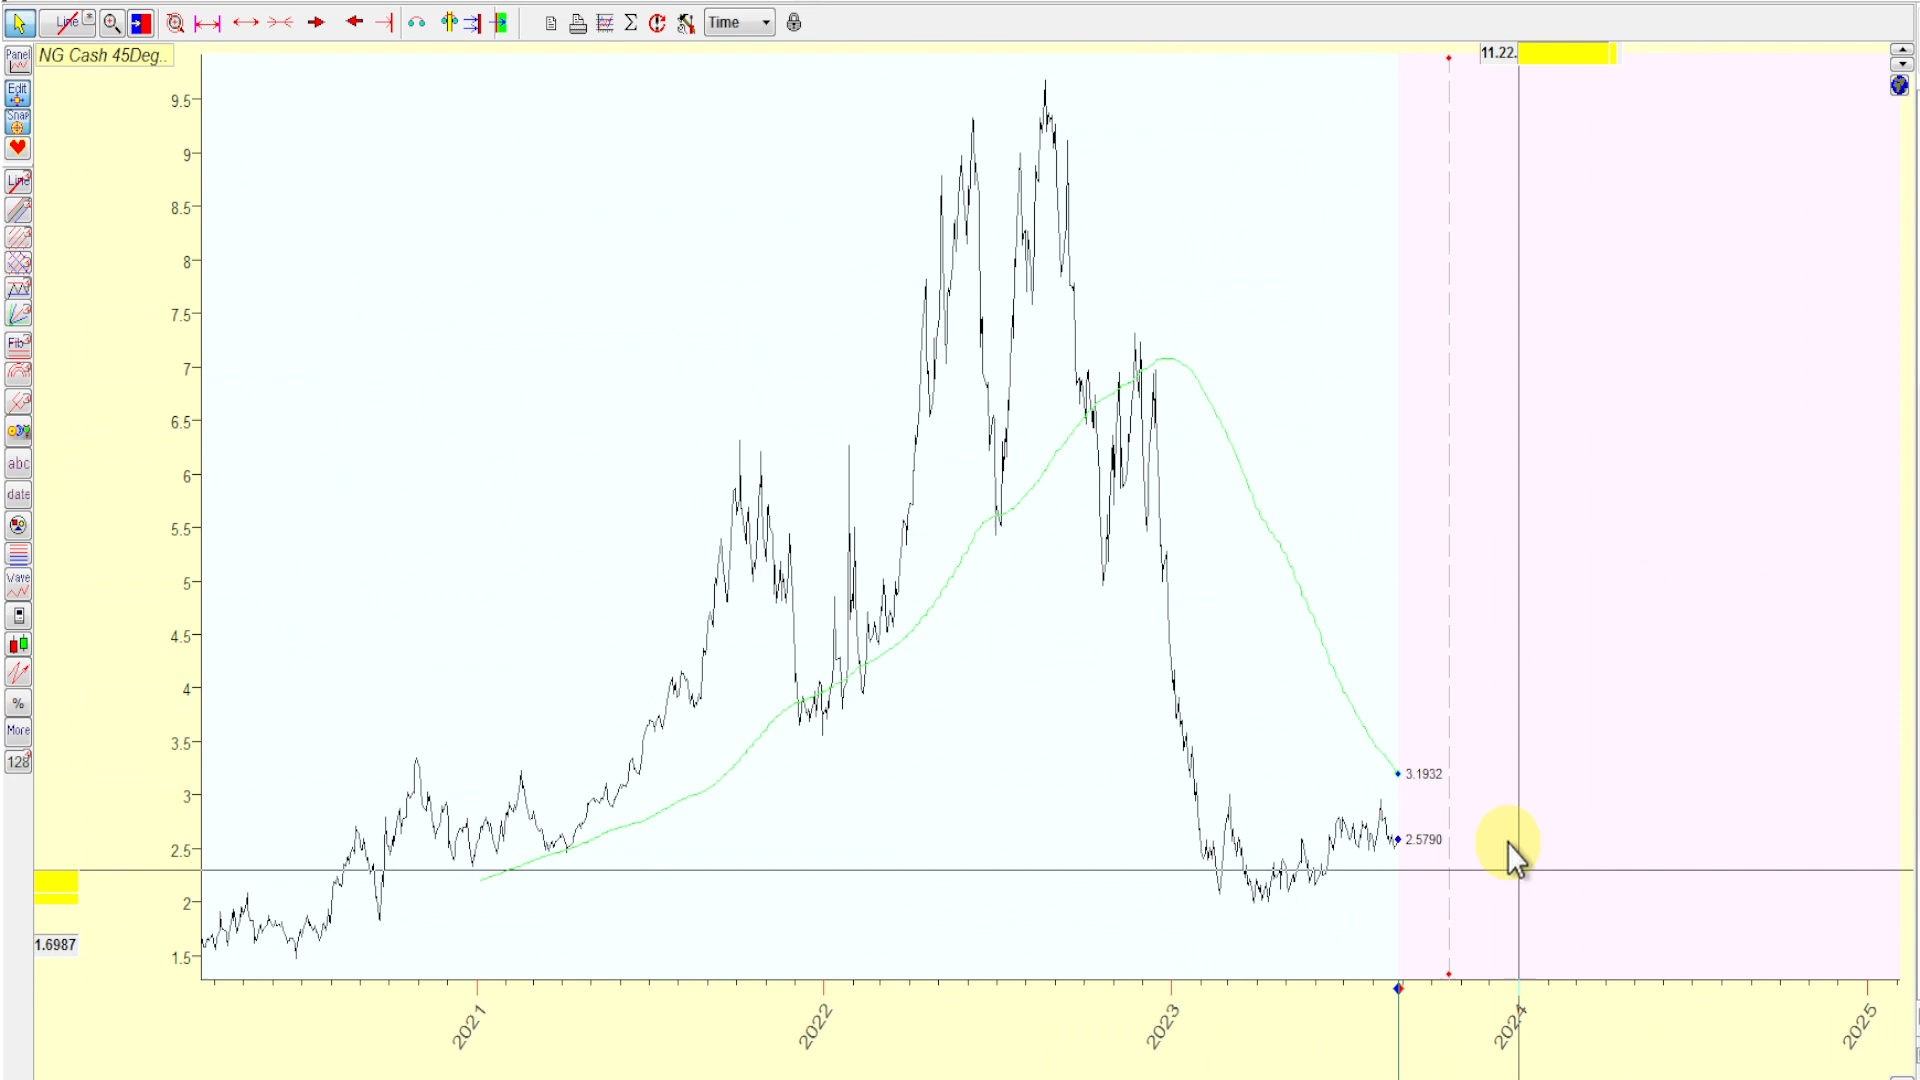 Line *
Time
Panel
NG Cash 45Deg..
11.22.
Edit
Snap
Line
Fib
abc
date
Wave
%
More
128
9.5
9
8.5
8
7.5
7
6.5
6
5.5
5
4.5
4
3.5
3
2.5
2
1.5
3.1932
2.5790
1.6987
2021
2022
2023
2024
2025